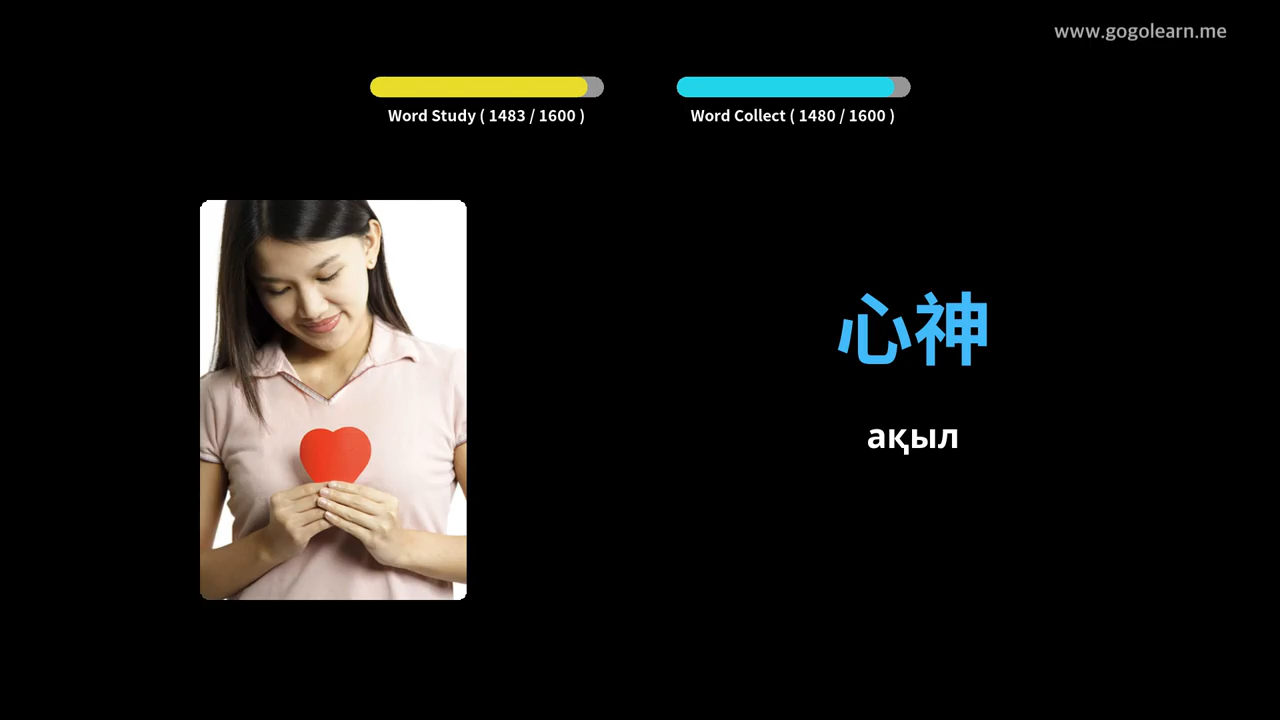 www.gogolearn.me
Word Study ( 1483 / 1600 )
Word Collect ( 1480 / 1600 )
心神
ақыл